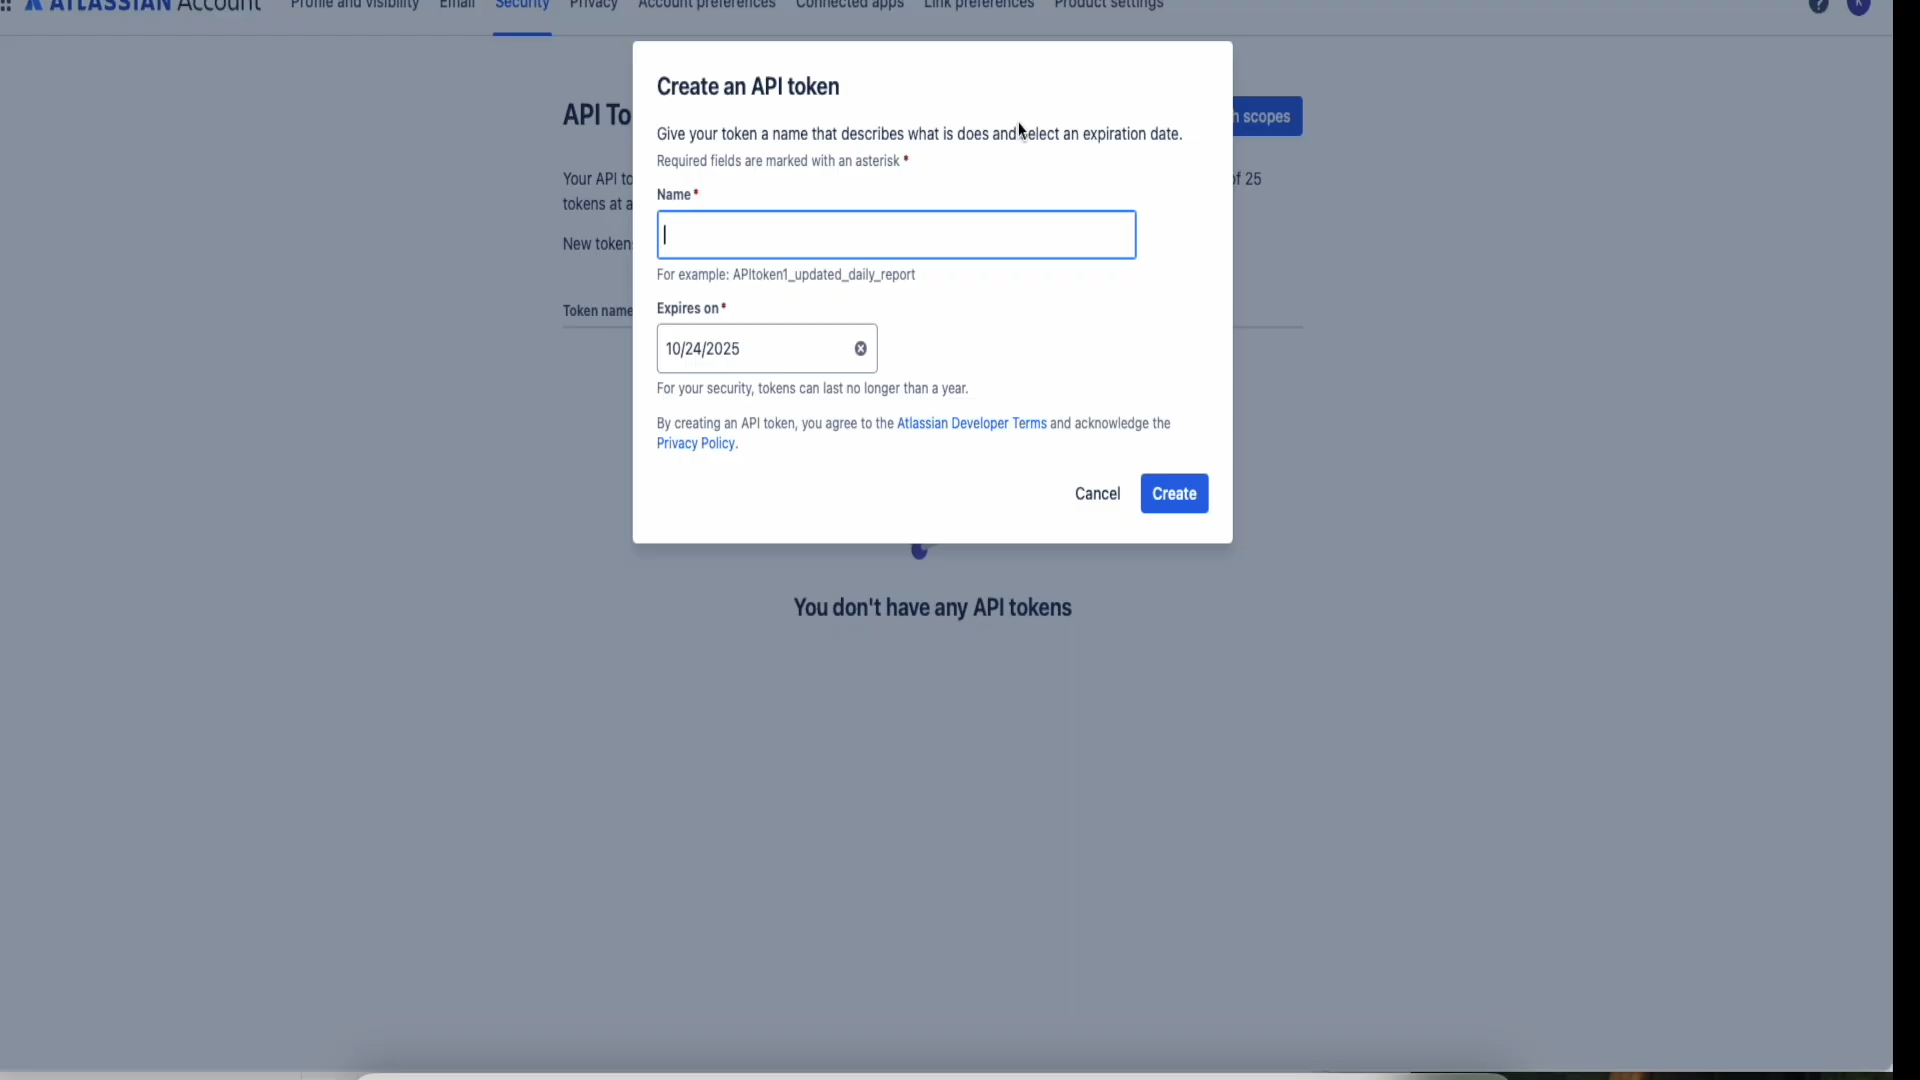 ATLASSIAN Account Profile and visibility Email Security Privacy Account preferences Connected apps Link preferences Product settings ?
Create an API token
API To
h scopes
Give your token a name that describes what is does and select an expiration date.
Required fields are marked with an asterisk *
Your API to
of 25
Name *
tokens at a
New token
For example: APItoken1_updated_daily_report
Expires on *
Token name
10/24/2025
For your security, tokens can last no longer than a year.
By creating an API token, you agree to the Atlassian Developer Terms and acknowledge the
Privacy Policy.
Cancel Create
You don't have any API tokens